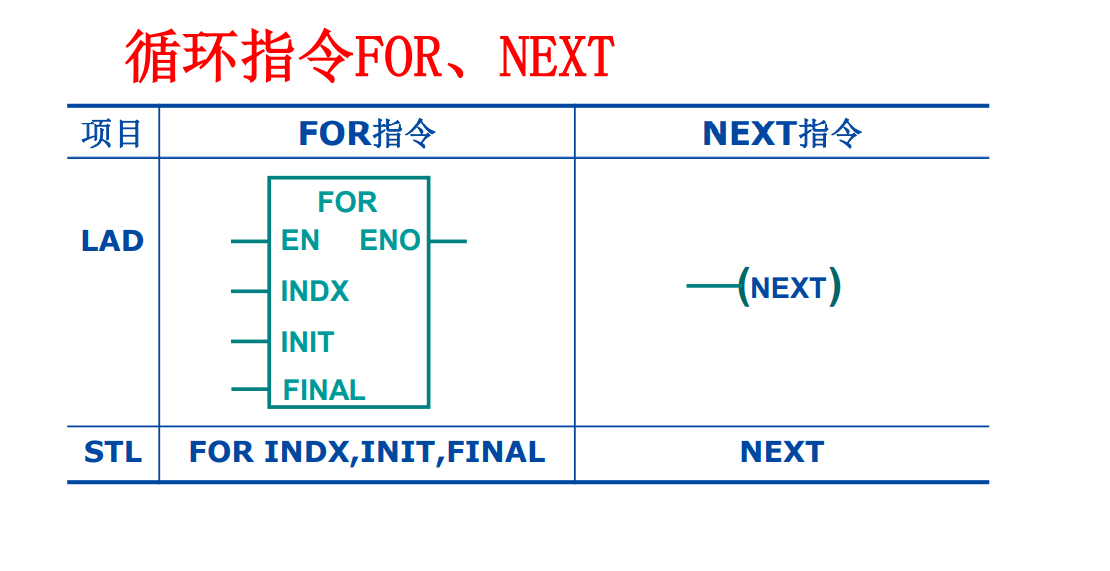 循环指令FOR、NEXT
项目 FOR指令 NEXT指令
LAD
FOR
EN ENO
INDX
INIT
FINAL
(NEXT)
STL FOR INDX,INIT,FINAL NEXT